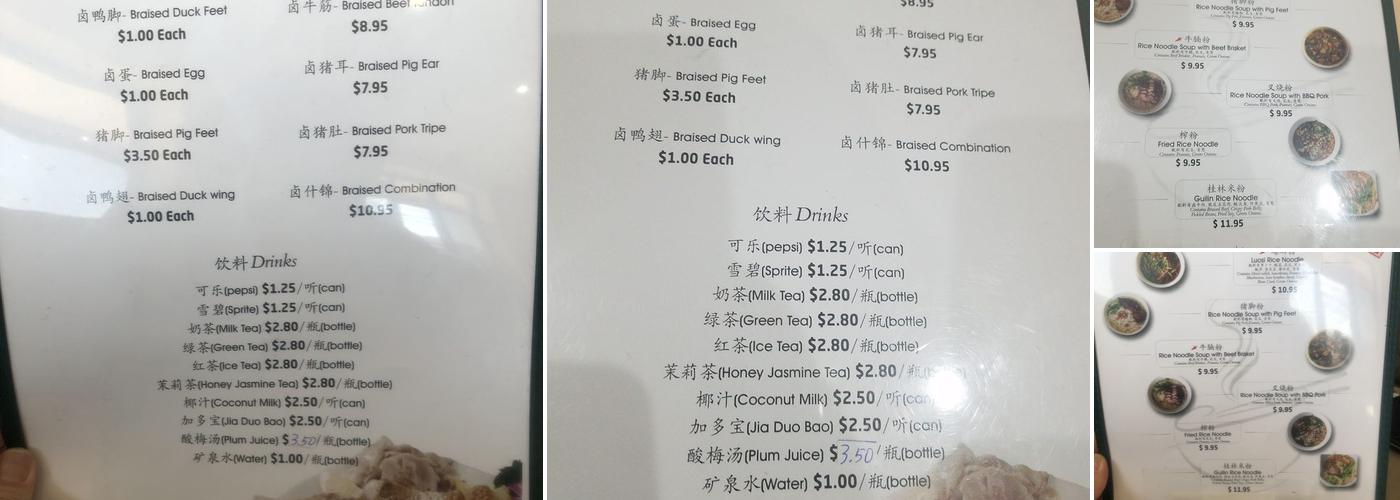 卤鸭脚- Braised Duck Feet
$1.00 Each
卤牛筋- Braised Beef
$8.95
卤蛋- Braised Egg
$1.00 Each
卤猪耳- Braised Pig Ear
$7.95
猪脚- Braised Pig Feet
$3.50 Each
卤猪肚- Braised Pork Tripe
$7.95
卤鸭翅- Braised Duck wing
$1.00 Each
卤什锦- Braised Combination
$10.95
饮料 Drinks
可乐(pepsi) $1.25/听(can)
雪碧(Sprite) $1.25/听(can)
奶茶(Milk Tea) $2.80/瓶(bottle)
绿茶(Green Tea) $2.80/瓶(bottle)
红茶(Ice Tea) $2.80/瓶(bottle)
茉莉茶(Honey Jasmine Tea) $2.80/瓶(bottle)
椰汁(Coconut Milk) $2.50/听(can)
加多宝(Jia Duo Bao) $2.50/听(can)
酸梅汤(Plum Juice) $3.50/瓶(bottle)
矿泉水(Water) $1.00/瓶(bottle)
$8.95
卤蛋- Braised Egg
$1.00 Each
卤猪耳- Braised Pig Ear
$7.95
猪脚- Braised Pig Feet
$3.50 Each
卤猪肚- Braised Pork Tripe
$7.95
卤鸭翅- Braised Duck wing
$1.00 Each
卤什锦- Braised Combination
$10.95
饮料 Drinks
可乐(pepsi) $1.25/听(can)
雪碧(Sprite) $1.25/听(can)
奶茶(Milk Tea) $2.80/瓶(bottle)
绿茶(Green Tea) $2.80/瓶(bottle)
红茶(Ice Tea) $2.80/瓶(bottle)
茉莉茶(Honey Jasmine Tea) $2.80/瓶
椰汁(Coconut Milk) $2.50/听
加多宝(Jia Duo Bao) $2.50/听(can)
酸梅汤(Plum Juice) $3.50/瓶(bottle)
矿泉水(Water) $1.00/瓶(bottle)
猪脚粉
Rice Noodle Soup with Pig Feet
$ 9.95
牛腩粉
Rice Noodle Soup with Beef Brisket
$ 9.95
叉烧粉
Rice Noodle Soup with BBQ Pork
$ 9.95
榨粉
Fried Rice Noodle
$ 9.95
桂林米粉
Guilin Rice Noodle
$ 11.95
Luosi Rice Noodle
$ 10.95
猪脚粉
Rice Noodle Soup with Pig Feet
$ 9.95
牛腩粉
Rice Noodle Soup with Beef Brisket
$ 9.95
叉烧粉
Rice Noodle Soup with BBQ Pork
$ 9.95
榨粉
Fried Rice Noodle
$ 9.95
桂林米粉
Guilin Rice Noodle
$ 11.95